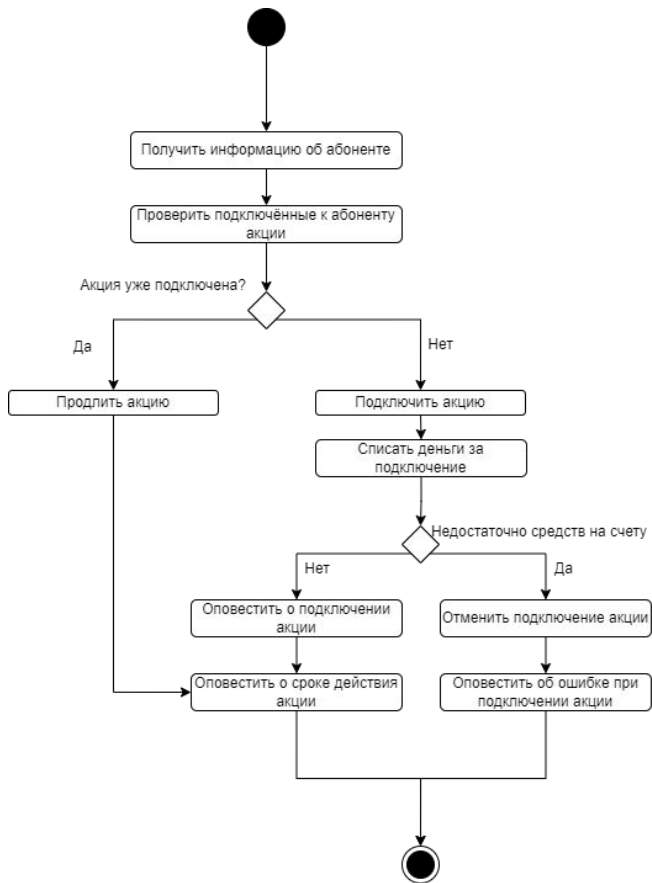 Получить информацию об абоненте
Проверить подключённые к абоненту
акции
Акция уже подключена?
Да
Нет
Продлить акцию
Подключить акцию
Списать деньги за
подключение
Недостаточно средств на счету
Нет
Да
Оповестить о подключении
акции
Отменить подключение акции
Оповестить о сроке действия
акции
Оповестить об ошибке при
подключении акции